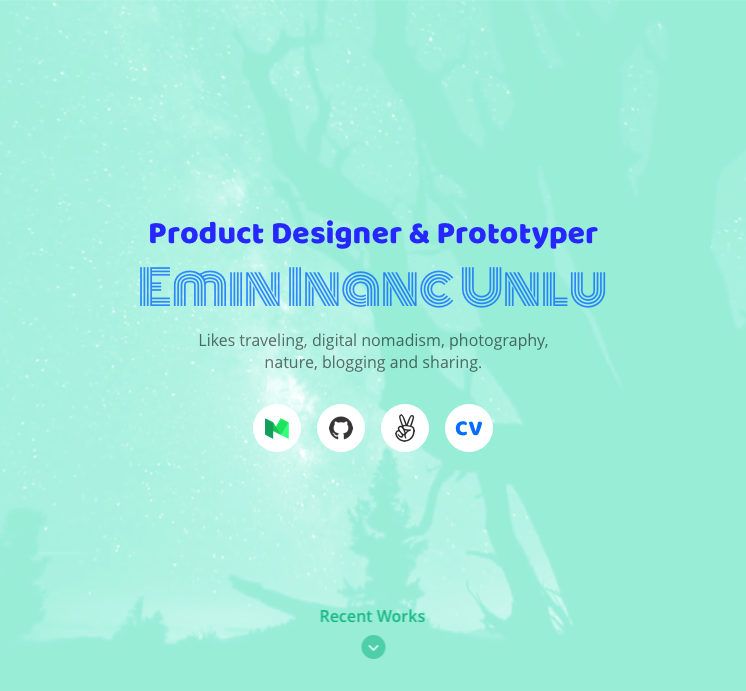 Product Designer & Prototyper
Emin Inanc Unlu
Likes traveling, digital nomadism, photography,
nature, blogging and sharing.
CV
Recent Works